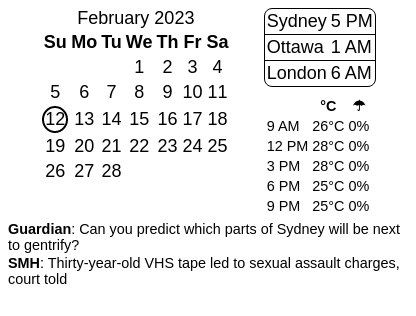 February 2023
Su Mo Tu We Th Fr Sa
1 2 3 4
5 6 7 8 9 10 11
12 13 14 15 16 17 18
19 20 21 22 23 24 25
26 27 28
Sydney 5 PM
Ottawa 1 AM
London 6 AM
°C ☂
9 AM 26°C 0%
12 PM 28°C 0%
3 PM 28°C 0%
6 PM 25°C 0%
9 PM 25°C 0%
Guardian: Can you predict which parts of Sydney will be next
to gentrify?
SMH: Thirty-year-old VHS tape led to sexual assault charges,
court told